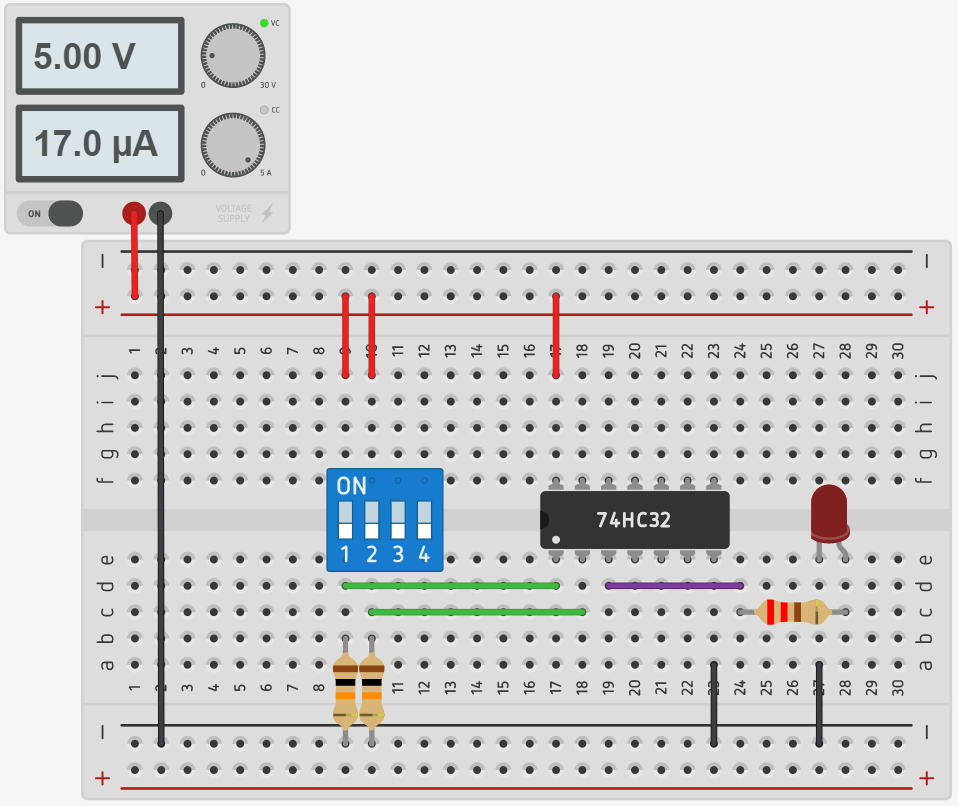 5.00 V
VC
0
30 V
17.0 µA
CC
0
5 A
ON
VOLTAGE
SUPPLY
— —
+ +
1 2 3 4 5 6 7 8 9 10 11 12 13 14 15 16 17 18 19 20 21 22 23 24 25 26 27 28 29 30
j j
i i
h h
g g
f f
ON
74HC32
1 2 3 4
e e
d d
c c
b b
a a
1 2 3 4 5 6 7 8 11 12 13 14 15 16 17 18 19 20 21 22 23 24 25 26 27 28 29 30
— —
+ +